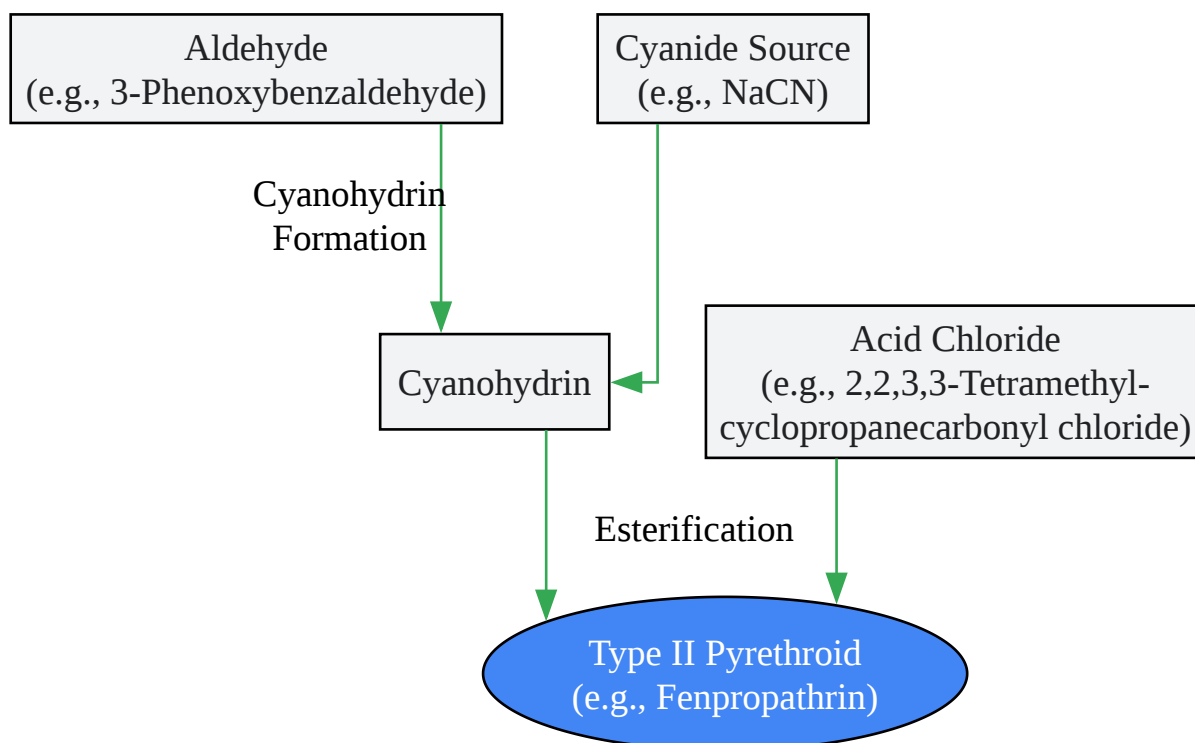 Aldehyde
(e.g., 3-Phenoxybenzaldehyde)
Cyanide Source
(e.g., NaCN)
Cyanohydrin
Formation
Cyanohydrin
Acid Chloride
(e.g., 2,2,3,3-Tetramethyl-
cyclopropanecarbonyl chloride)
Esterification
Type II Pyrethroid
(e.g., Fenpropathrin)